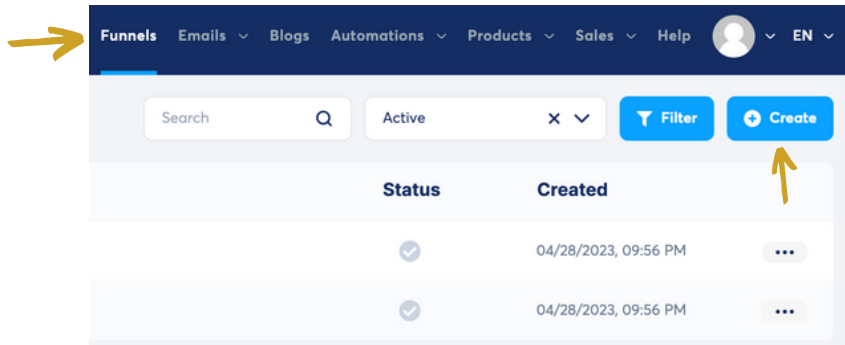 Funnels Emails Blogs Automations Products Sales Help EN
Search Active Filter Create
Status Created
04/28/2023, 09:56 PM
04/28/2023, 09:56 PM